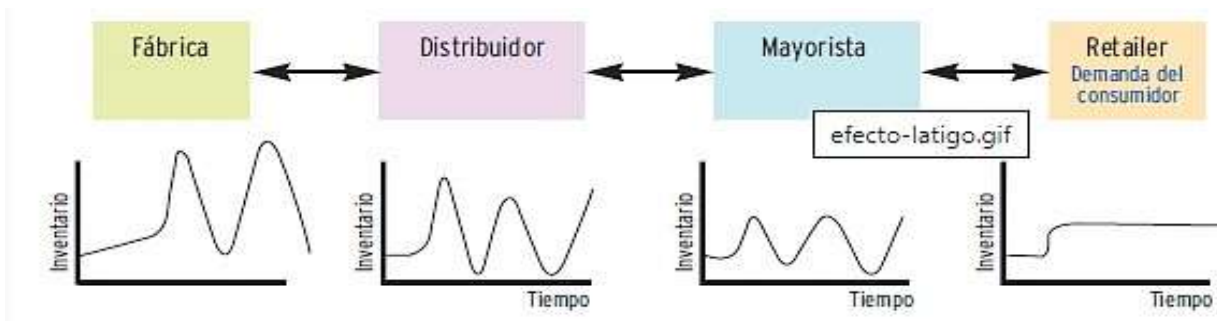 Fábrica
Distribuidor
Mayorista
Retailer
Demanda del
consumidor
efecto-latigo.gif
Inventario
Inventario
Tiempo
Inventario
Tiempo
Inventario
Tiempo